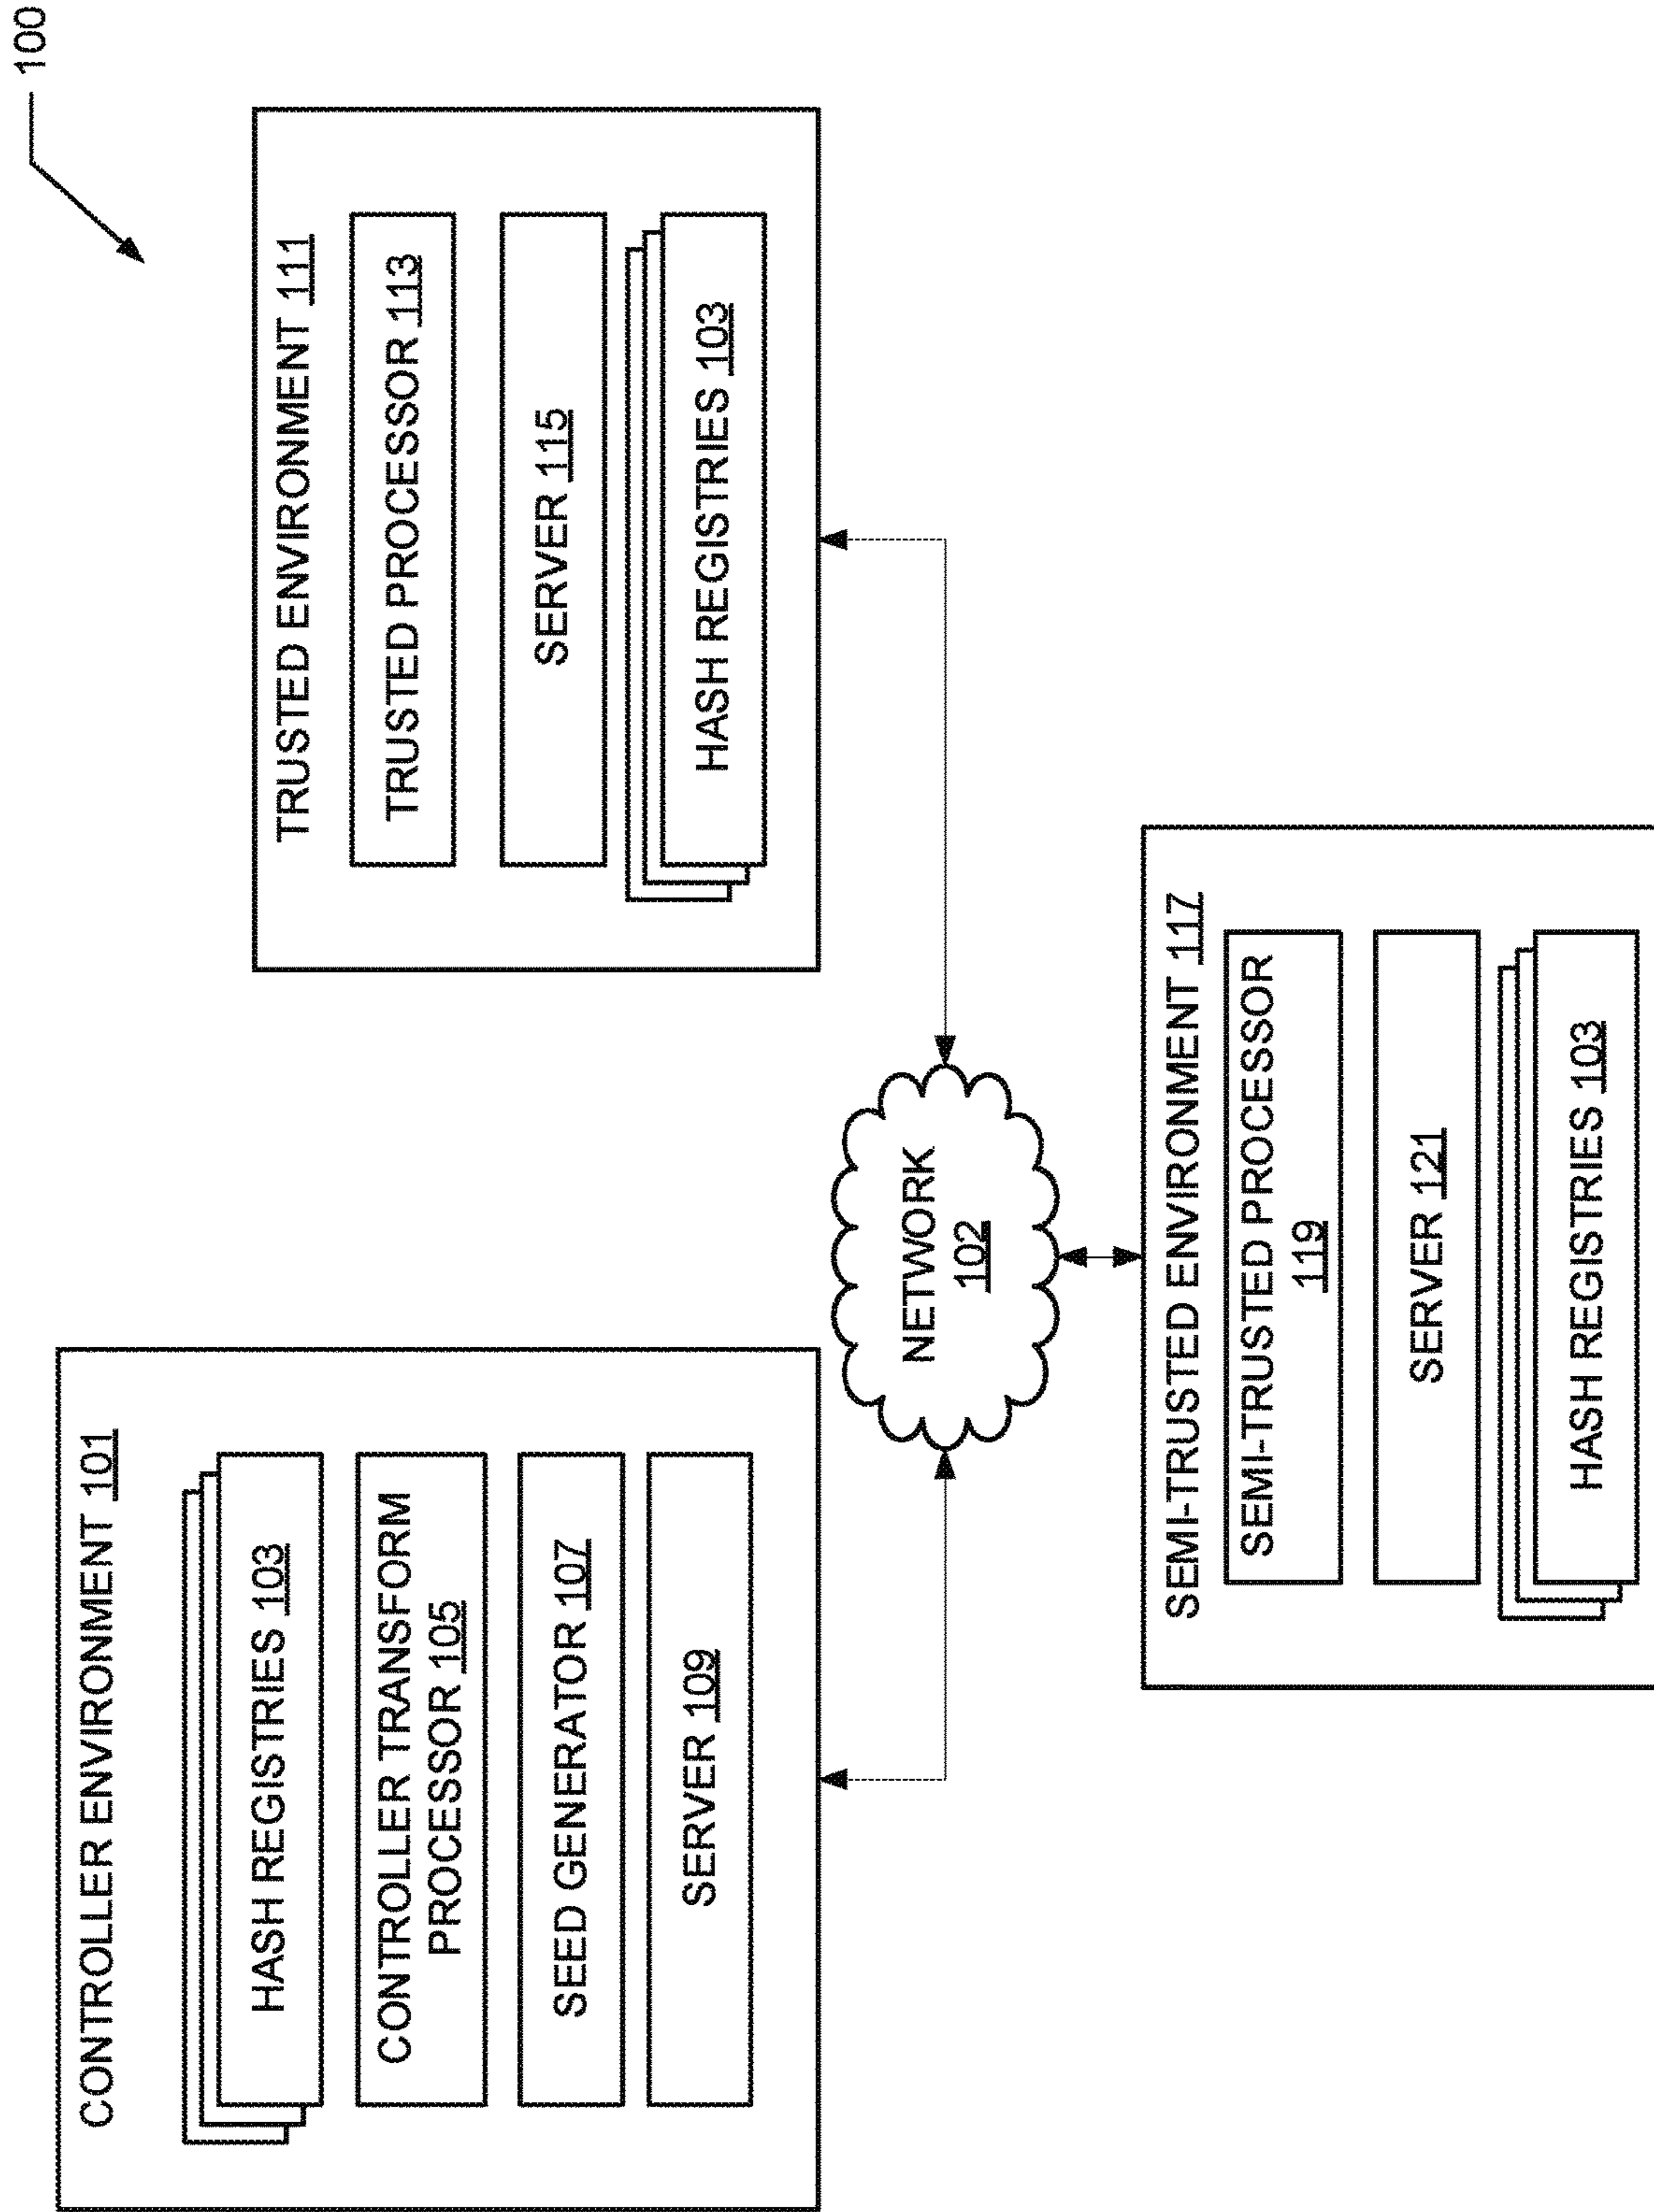 100
CONTROLLER ENVIRONMENT 101
HASH REGISTRIES 103
CONTROLLER TRANSFORM
PROCESSOR 105
SEED GENERATOR 107
SERVER 109
TRUSTED ENVIRONMENT 111
TRUSTED PROCESSOR 113
SERVER 115
HASH REGISTRIES 103
NETWORK
102
SEMI-TRUSTED ENVIRONMENT 117
SEMI-TRUSTED PROCESSOR
119
SERVER 121
HASH REGISTRIES 103